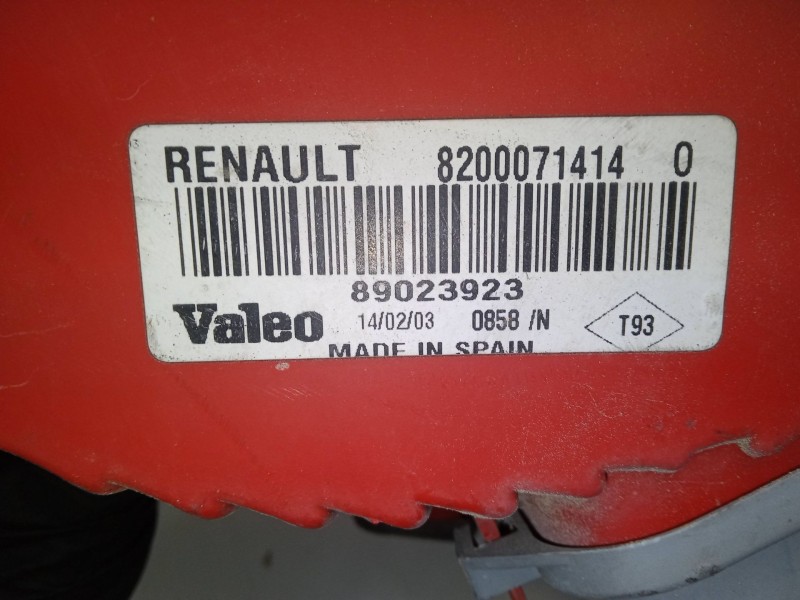 RENAULT 8200071414 0
89023923
Valeo 14/02/03 0858 /N T93
MADE IN SPAIN